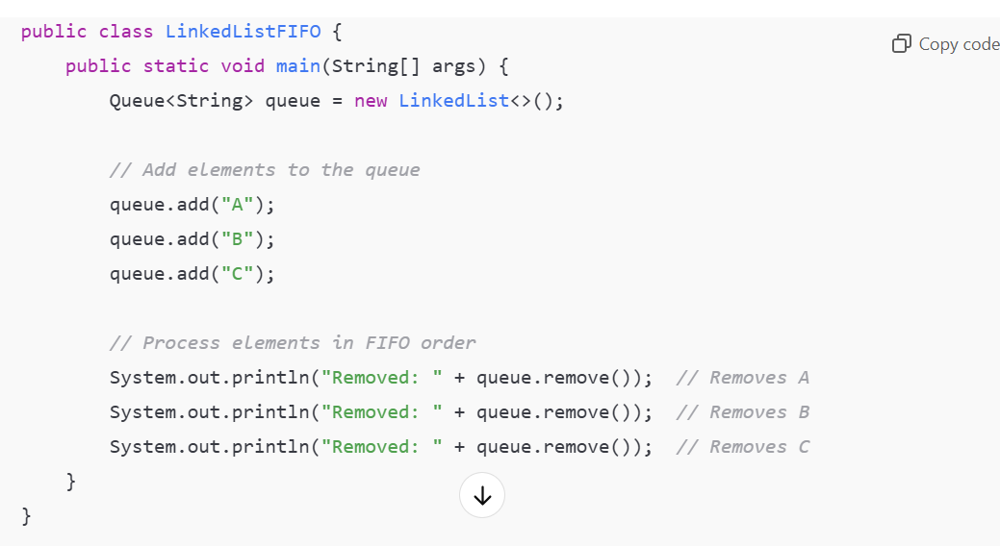 public class LinkedListFIFO {
Copy code
    public static void main(String[] args) {
        Queue<String> queue = new LinkedList<>();
        // Add elements to the queue
        queue.add("A");
        queue.add("B");
        queue.add("C");
        // Process elements in FIFO order
        System.out.println("Removed: " + queue.remove());  // Removes A
        System.out.println("Removed: " + queue.remove());  // Removes B
        System.out.println("Removed: " + queue.remove());  // Removes C
    }
}